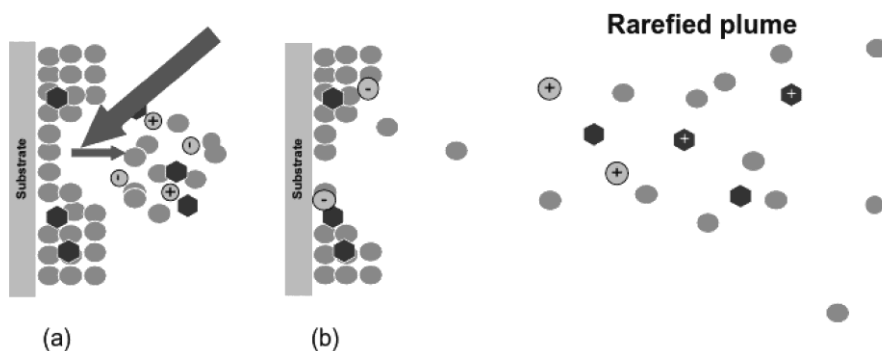 Rarefied plume
Substrate
+
-
-
+
(a)
Substrate
-
-
+
+
+
+
(b)